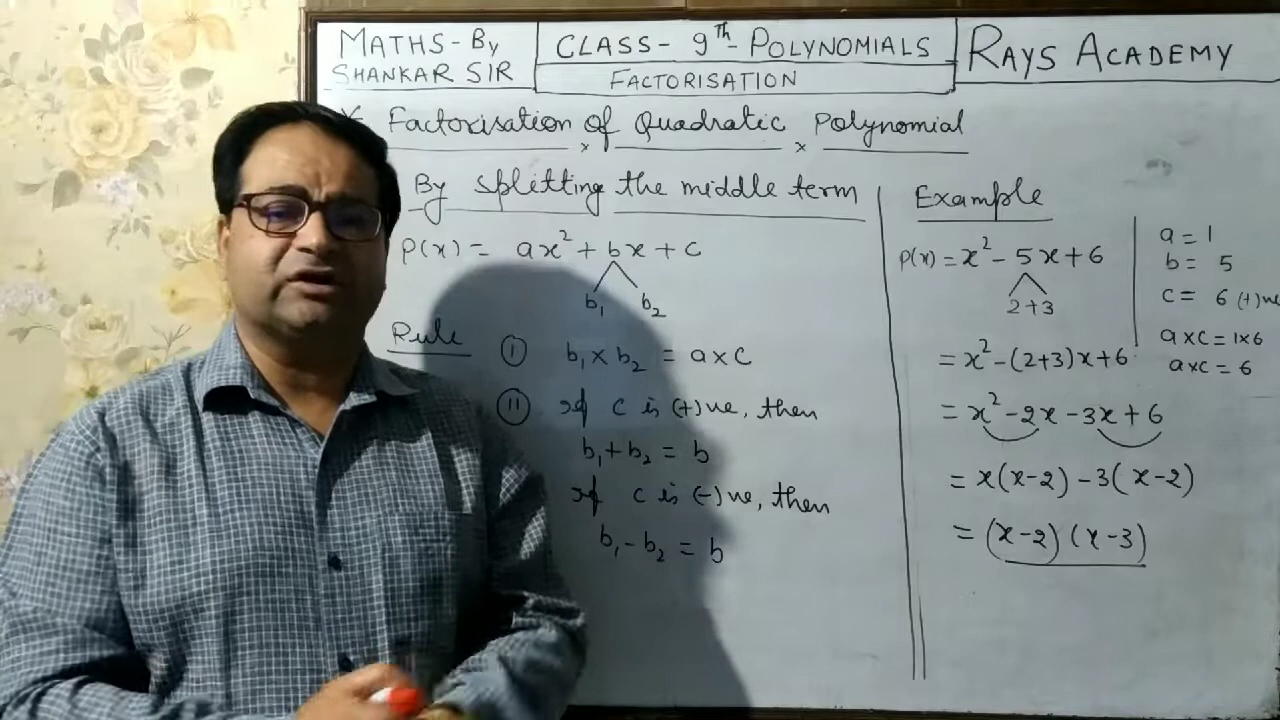 MATHS-BY SHANKAR SIR
CLASS-9th-POLYNOMIALS
FACTORISATION
RAYS ACADEMY
* Factorisation of Quadratic Polynomial
By splitting the middle term
P(x) = ax² + bx + c
b₁ b₂
Rule
(I) b₁ × b₂ = a×c
(II) If c is (+)ve, then
b₁ + b₂ = b
If c is (-)ve, then
b₁ - b₂ = b
Example
P(x) = x² - 5x + 6
2+3
= x² - (2+3)x + 6
= x² - 2x - 3x + 6
= x(x-2) - 3(x-2)
= (x-2) (x-3)
a = 1
b = 5
c = 6 (+)ve
a×c = 1×6
a×c = 6